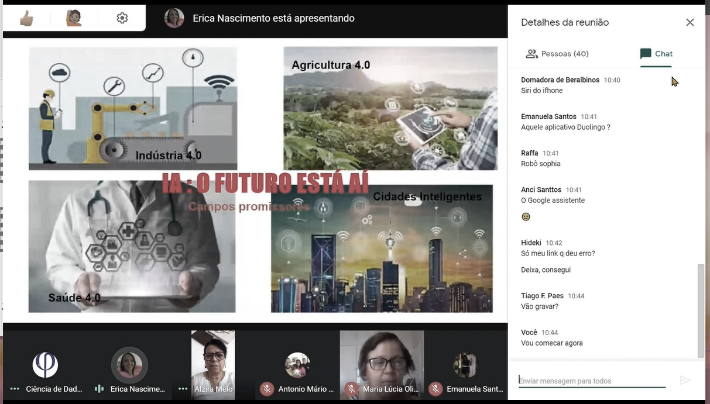 Erica Nascimento está apresentando
Detalhes da reunião
Pessoas (40)
Chat
Agricultura 4.0
Indústria 4.0
IA : O FUTURO ESTÁ AÍ
Campos promissores
Cidades Inteligentes
Saúde 4.0
Domadora de Beralbinos 10:40
Siri do ifhone
Emanuela Santos 10:41
Aquele aplicativo Duolingo ?
Raffa 10:41
Robô sophia
Anci Santtos 10:41
O Google assistente
Hideki 10:42
Só meu link q deu erro?
Deixa, consegui
Tiago F. Paes 10:44
Vão gravar?
Você 10:44
Vou começar agora
Enviar mensagem para todos
Ciência de Dad...
Erica Nascime...
Alzira Melo
Antonio Mário ...
Maria Lúcia Oli...
Emanuela Sant...